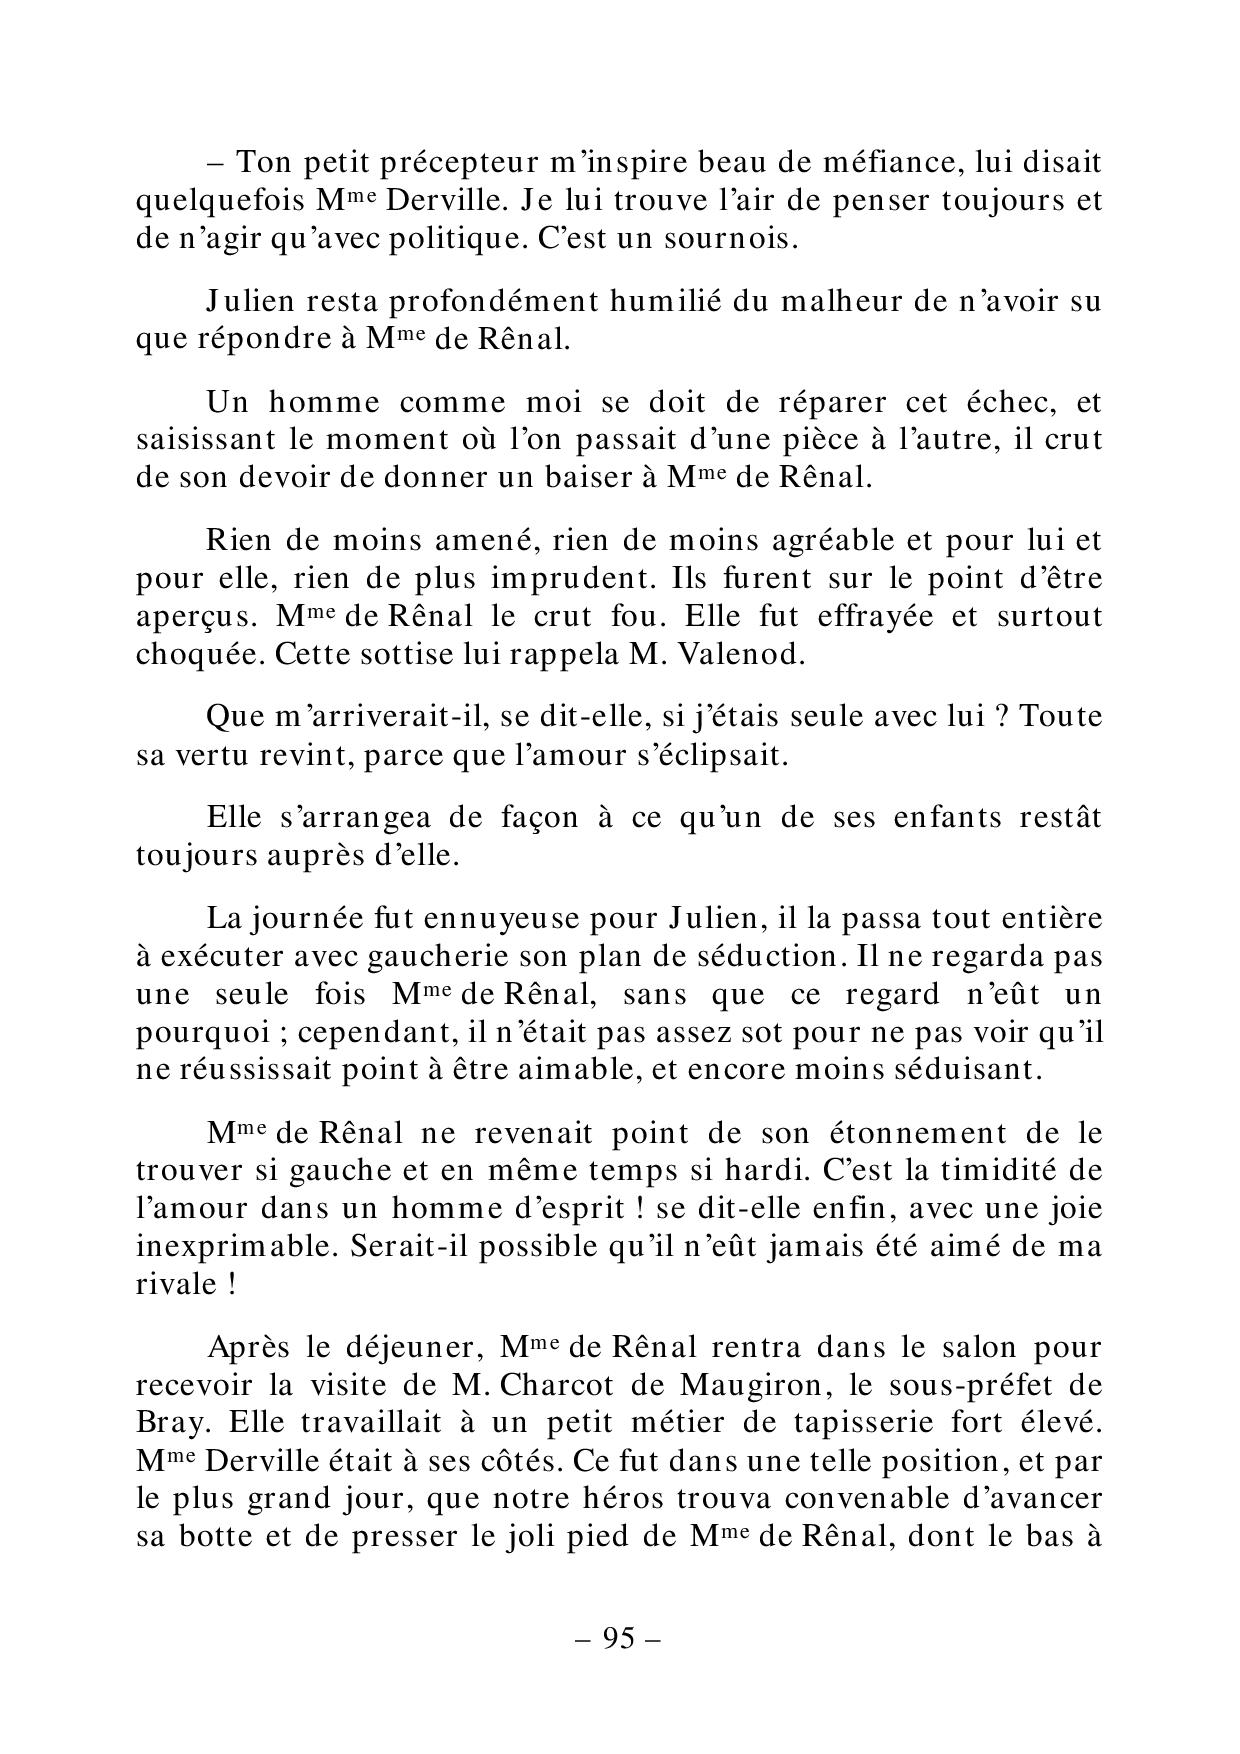 – Ton petit précepteur m’inspire beau de méfiance, lui disait
quelquefois Mme Derville. Je lui trouve l’air de penser toujours et
de n’agir qu’avec politique. C’est un sournois.
Julien resta profondément humilié du malheur de n’avoir su
que répondre à Mme de Rênal.
Un homme comme moi se doit de réparer cet échec, et
saisissant le moment où l’on passait d’une pièce à l’autre, il crut
de son devoir de donner un baiser à Mme de Rênal.
Rien de moins amené, rien de moins agréable et pour lui et
pour elle, rien de plus imprudent. Ils furent sur le point d’être
aperçus. Mme de Rênal le crut fou. Elle fut effrayée et surtout
choquée. Cette sottise lui rappela M. Valenod.
Que m’arriverait-il, se dit-elle, si j’étais seule avec lui ? Toute
sa vertu revint, parce que l’amour s’éclipsait.
Elle s’arrangea de façon à ce qu’un de ses enfants restât
toujours auprès d’elle.
La journée fut ennuyeuse pour Julien, il la passa tout entière
à exécuter avec gaucherie son plan de séduction. Il ne regarda pas
une seule fois Mme de Rênal, sans que ce regard n’eût un
pourquoi ; cependant, il n’était pas assez sot pour ne pas voir qu’il
ne réussissait point à être aimable, et encore moins séduisant.
Mme de Rênal ne revenait point de son étonnement de le
trouver si gauche et en même temps si hardi. C’est la timidité de
l’amour dans un homme d’esprit ! se dit-elle enfin, avec une joie
inexprimable. Serait-il possible qu’il n’eût jamais été aimé de ma
rivale !
Après le déjeuner, Mme de Rênal rentra dans le salon pour
recevoir la visite de M. Charcot de Maugiron, le sous-préfet de
Bray. Elle travaillait à un petit métier de tapisserie fort élevé.
Mme Derville était à ses côtés. Ce fut dans une telle position, et par
le plus grand jour, que notre héros trouva convenable d’avancer
sa botte et de presser le joli pied de Mme de Rênal, dont le bas à
– 95 –